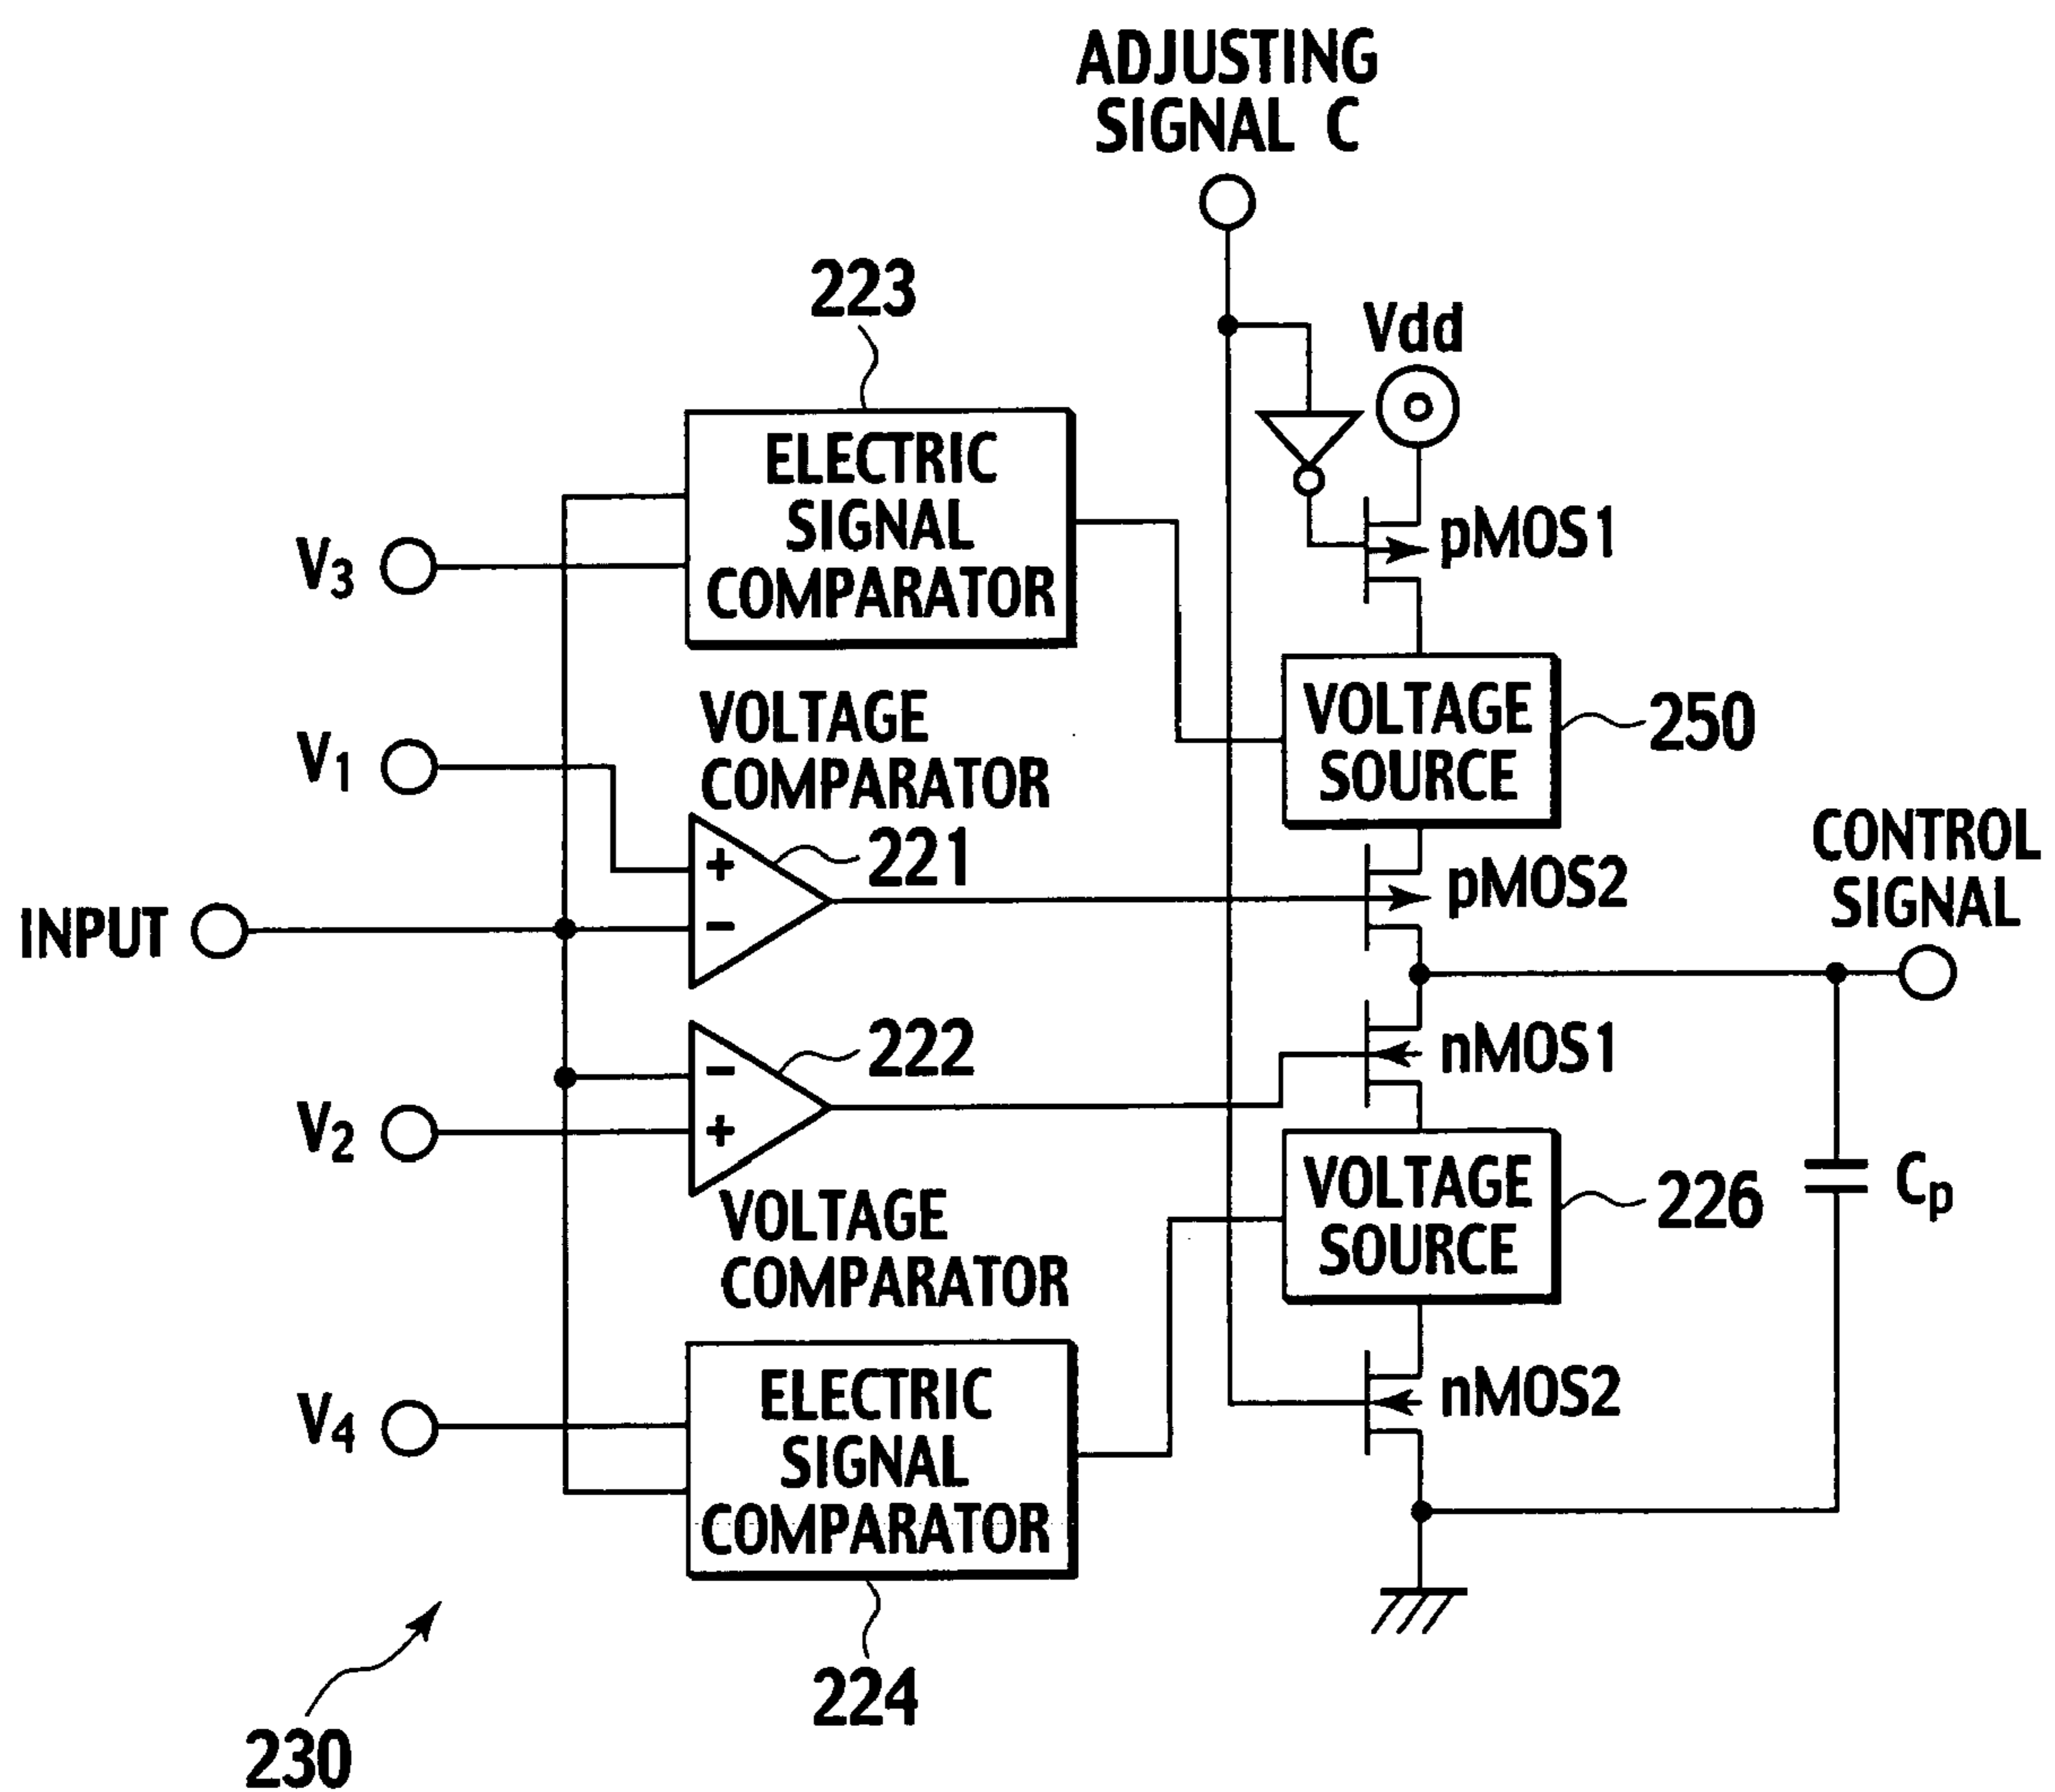 ADJUSTING
SIGNAL C
223
Vdd
ELECTRIC
SIGNAL
COMPARATOR
pMOS1
V3
VOLTAGE
COMPARATOR
VOLTAGE
SOURCE
250
V1
221
+
-
pMOS2
CONTROL
SIGNAL
INPUT
222
-
+
nMOS1
V2
VOLTAGE
COMPARATOR
VOLTAGE
SOURCE
226
Cp
V4
ELECTRIC
SIGNAL
COMPARATOR
nMOS2
224
230